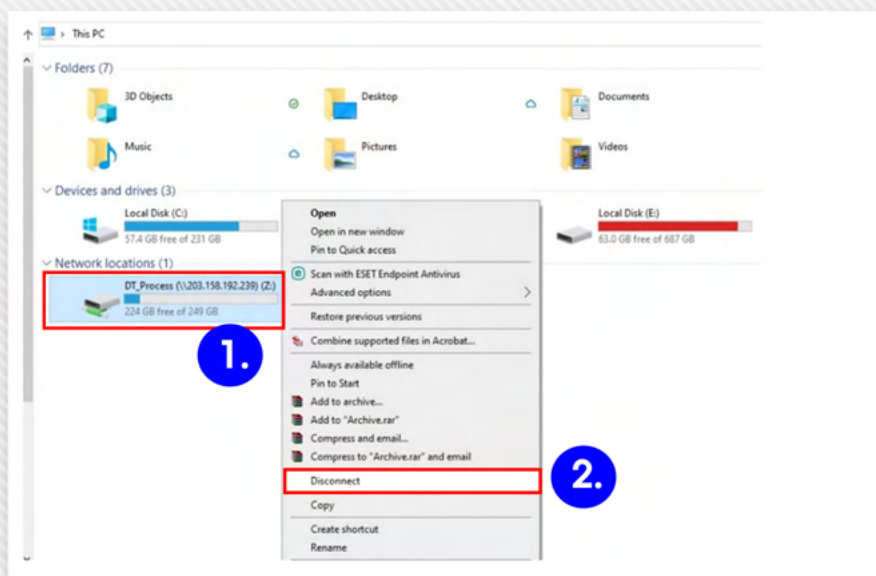 This PC
Folders (7)
3D Objects
Desktop
Documents
Music
Pictures
Videos
Devices and drives (3)
Local Disk (C:)
57.4 GB free of 231 GB
Local Disk (E:)
63.0 GB free of 687 GB
Network locations (1)
DT_Process (\\203.158.192.239) (Z:)
224 GB free of 249 GB
1.
Open
Open in new window
Pin to Quick access
Scan with ESET Endpoint Antivirus
Advanced options
Restore previous versions
Combine supported files in Acrobat...
Always available offline
Pin to Start
Add to archive...
Add to "Archive.rar"
Compress and email...
Compress to "Archive.rar" and email
Disconnect
2.
Copy
Create shortcut
Rename